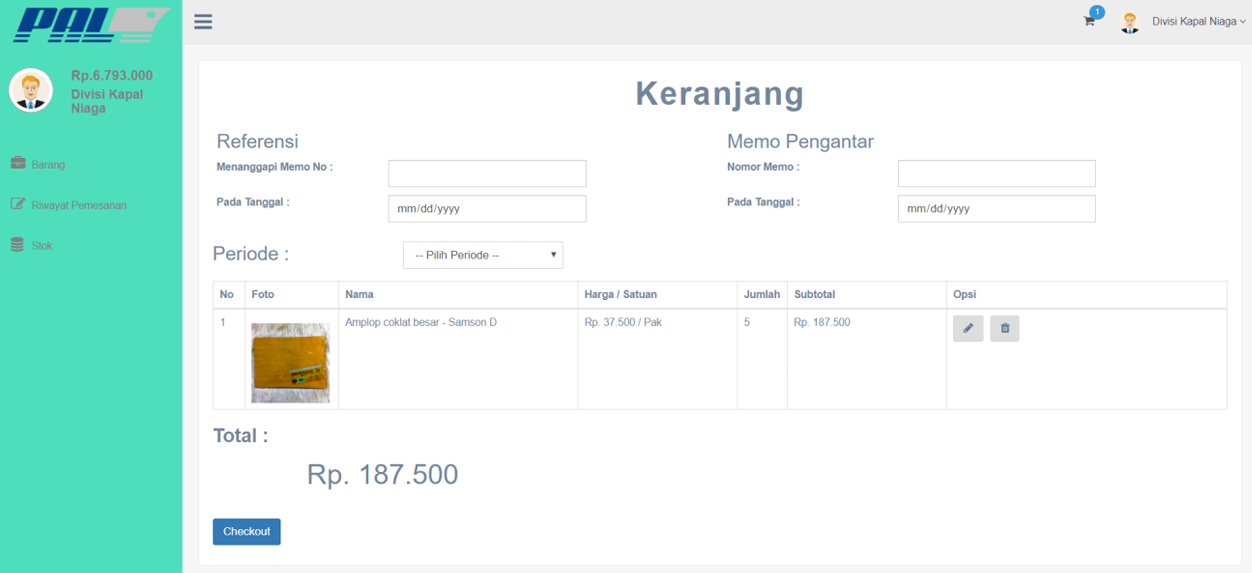 PAL
1
Divisi Kapal Niaga
Rp.6.793.000
Divisi Kapal
Niaga
Barang
Riwayat Pemesanan
Stok
Keranjang
Referensi
Memo Pengantar
Menanggapi Memo No :
Nomor Memo :
Pada Tanggal :
mm/dd/yyyy
Pada Tanggal :
mm/dd/yyyy
Periode :
-- Pilih Periode --
No Foto Nama Harga / Satuan Jumlah Subtotal Opsi
1 Amplop coklat besar - Samson D Rp. 37.500 / Pak 5 Rp. 187.500
Total :
Rp. 187.500
Checkout